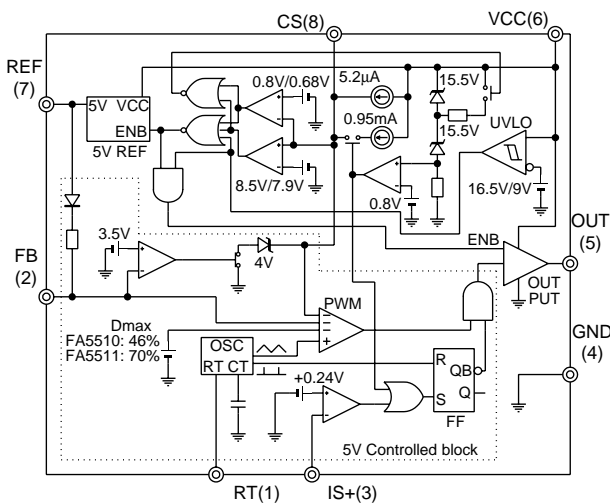 CS(8)
VCC(6)
REF
(7)
5.2µA
15.5V
0.8V/0.68V
5V VCC
ENB
5V REF
0.95mA
15.5V
UVLO
8.5V/7.9V
0.8V
16.5V/9V
OUT
(5)
3.5V
ENB
FB
(2)
4V
OUT
PUT
PWM
Dmax
FA5510: 46%
FA5511: 70%
OSC
RT CT
GND
(4)
R
QB
+0.24V
S
Q
FF
5V Controlled block
RT(1)
IS+(3)